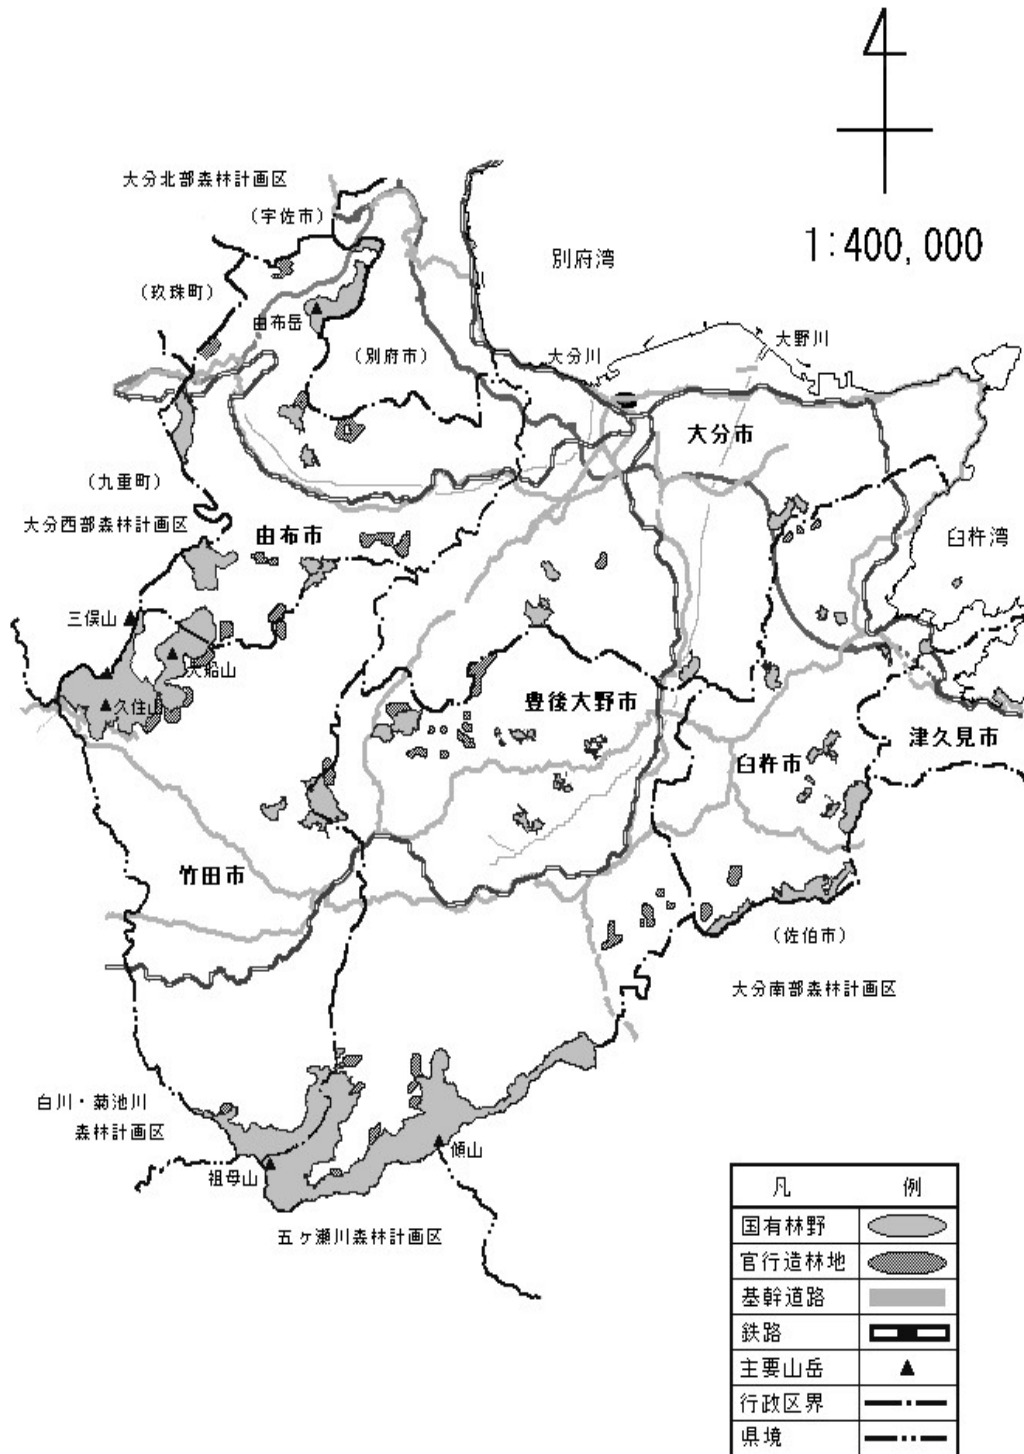 大分北部森林計画区
(宇佐市)
1:400,000
別府湾
(玖珠町)
由布岳
(別府市)
大分川
大野川
大分市
(九重町)
大分西部森林計画区
由布市
臼杵湾
三俣山
大船山
久住山
豊後大野市
津久見市
臼杵市
竹田市
(佐伯市)
大分南部森林計画区
白川・菊池川
森林計画区
祖母山
傾山
五ヶ瀬川森林計画区
凡 例
国有林野
官行造林地
基幹道路
鉄路
主要山岳
行政区界
県境